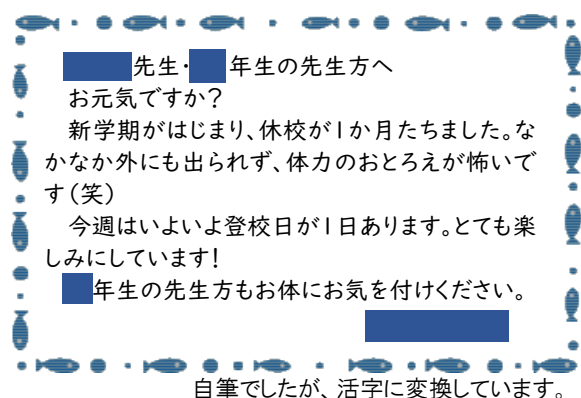 先生・ 年生の先生方へ
お元気ですか？
新学期がはじまり、休校が1か月たちました。な
かなか外にも出られず、体力のおとろえが怖いで
す（笑）
今週はいよいよ登校日が1日あります。とても楽
しみにしています！
年生の先生方もお体にお気を付けください。
自筆でしたが、活字に変換しています。